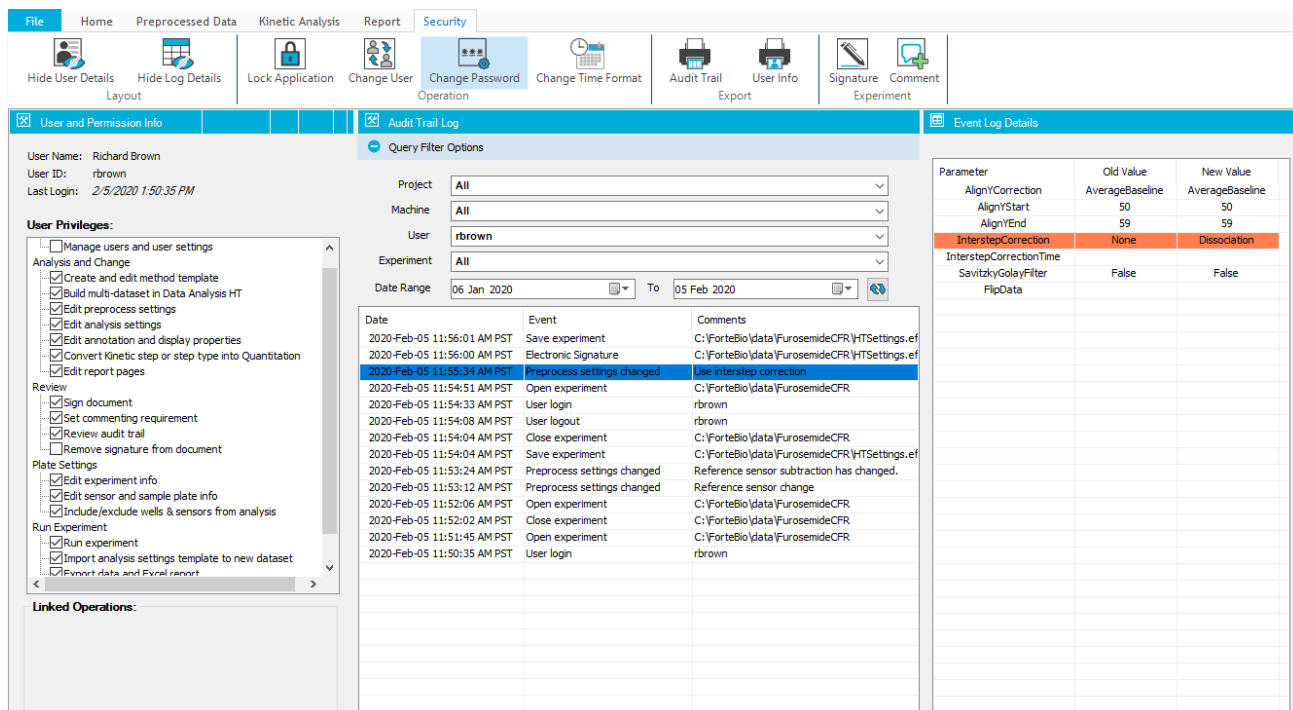 File Home Preprocessed Data Kinetic Analysis Report Security
Hide User Details Hide Log Details Lock Application Change User Change Password Change Time Format Audit Trail User Info Signature Comment
Layout Operation Export Experiment
User and Permission Info
User Name: Richard Brown
User ID: rbrown
Last Login: 2/5/2020 1:50:35 PM
User Privileges:
Manage users and user settings
Analysis and Change
Create and edit method template
Build multi-dataset in Data Analysis HT
Edit preprocess settings
Edit analysis settings
Edit annotation and display properties
Convert Kinetic step or step type into Quantitation
Edit report pages
Review
Sign document
Set commenting requirement
Review audit trail
Remove signature from document
Plate Settings
Edit experiment info
Edit sensor and sample plate info
Include/exclude wells & sensors from analysis
Run Experiment
Run experiment
Import analysis settings template to new dataset
Export data and Excel report
Linked Operations:
Audit Trail Log
Query Filter Options
Project All
Machine All
User rbrown
Experiment All
Date Range 06 Jan 2020 To 05 Feb 2020
Date Event Comments
2020-Feb-05 11:56:01 AM PST Save experiment C:\ForteBio\data\FurosemideCFR\HTSettings.ef
2020-Feb-05 11:56:00 AM PST Electronic Signature C:\ForteBio\data\FurosemideCFR\HTSettings.ef
2020-Feb-05 11:55:34 AM PST Preprocess settings changed Use interstep correction
2020-Feb-05 11:54:51 AM PST Open experiment C:\ForteBio\data\FurosemideCFR
2020-Feb-05 11:54:33 AM PST User login rbrown
2020-Feb-05 11:54:08 AM PST User logout rbrown
2020-Feb-05 11:54:04 AM PST Close experiment C:\ForteBio\data\FurosemideCFR
2020-Feb-05 11:54:04 AM PST Save experiment C:\ForteBio\data\FurosemideCFR\HTSettings.ef
2020-Feb-05 11:53:24 AM PST Preprocess settings changed Reference sensor subtraction has changed.
2020-Feb-05 11:53:12 AM PST Preprocess settings changed Reference sensor change
2020-Feb-05 11:52:06 AM PST Open experiment C:\ForteBio\data\FurosemideCFR
2020-Feb-05 11:52:02 AM PST Close experiment C:\ForteBio\data\FurosemideCFR
2020-Feb-05 11:51:45 AM PST Open experiment C:\ForteBio\data\FurosemideCFR
2020-Feb-05 11:50:35 AM PST User login rbrown
Event Log Details
Parameter Old Value New Value
AlignYCorrection AverageBaseline AverageBaseline
AlignYStart 50 50
AlignYEnd 59 59
InterstepCorrection None Dissociation
InterstepCorrectionTime
SavitzkyGolayFilter False False
FlipData